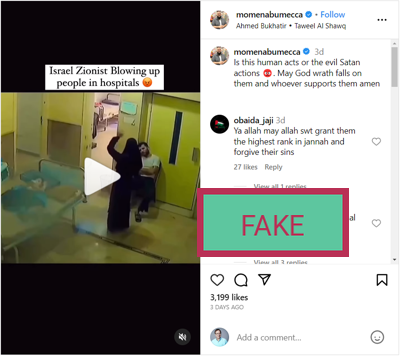 momenabumecca • Follow
Ahmed Bukhatir • Taweel Al Shawq
Israel Zionist Blowing up
people in hospitals 😡
momenabumecca 3d
Is this human acts or the evil Satan
actions 📛. May God wrath falls on
them and whoever supports them amen
obaida_jaji 3d
Ya allah may allah swt grant them
the highest rank in jannah and
forgive their sins
27 likes Reply
View all 1 replies
al
FAKE
View all 3 replies
3,199 likes
3 DAYS AGO
Add a comment...